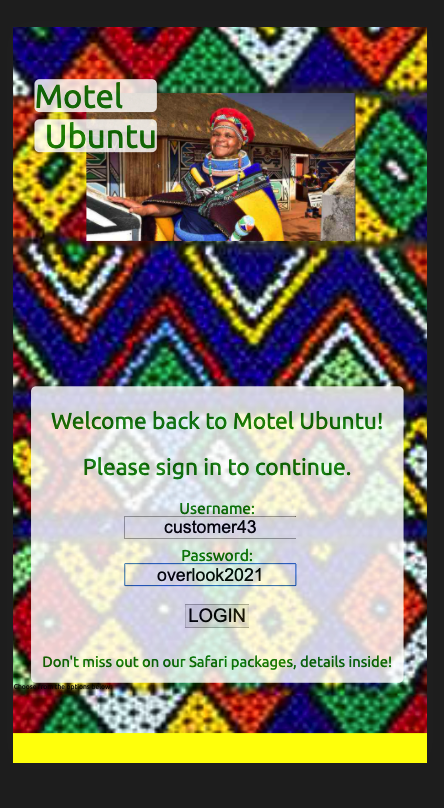 Motel
Ubuntu
Welcome back to Motel Ubuntu!
Please sign in to continue.
Username:
customer43
Password:
overlook2021
LOGIN
Don't miss out on our Safari packages, details inside!